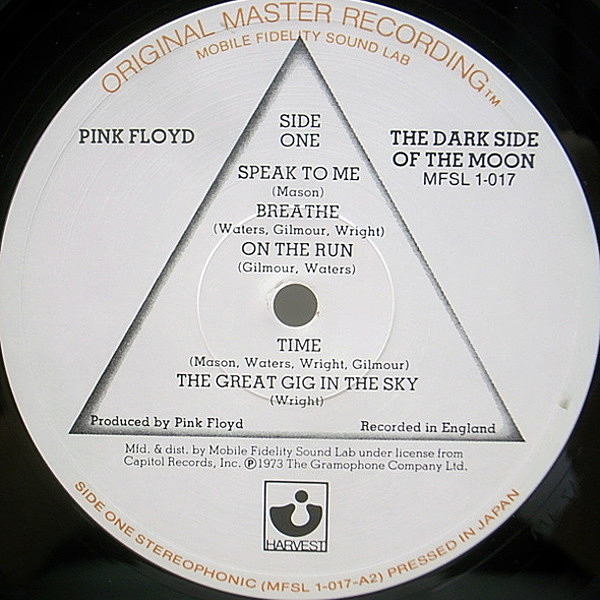 ORIGINAL MASTER RECORDING™
MOBILE FIDELITY SOUND LAB
PINK FLOYD
SIDE
ONE
THE DARK SIDE
OF THE MOON
MFSL 1-017
SPEAK TO ME
(Mason)
BREATHE
(Waters, Gilmour, Wright)
ON THE RUN
(Gilmour, Waters)
TIME
(Mason, Waters, Wright, Gilmour)
THE GREAT GIG IN THE SKY
(Wright)
Produced by Pink Floyd
Recorded in England
Mfd. & dist. by Mobile Fidelity Sound Lab under license from
Capitol Records, Inc. ℗1973 The Gramophone Company Ltd.
HARVEST
SIDE ONE STEREOPHONIC (MFSL 1-017-A2) PRESSED IN JAPAN